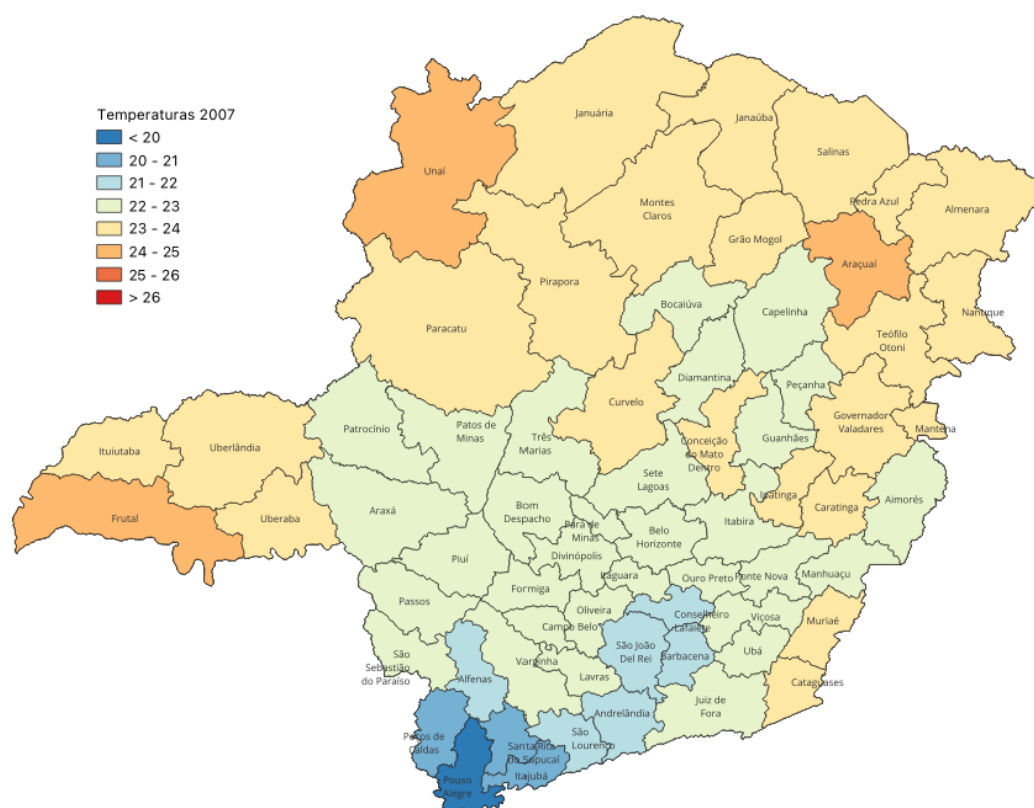 Temperaturas 2007
< 20
20 - 21
21 - 22
22 - 23
23 - 24
24 - 25
25 - 26
> 26
Januária
Janaúba
Salinas
Unaí
Montes
Claros
Pedra Azul
Almenara
Grão Mogol
Araçuaí
Pirapora
Bocaiúva
Capelinha
Nanuque
Paracatu
Teófilo
Otoni
Diamantina
Peçanha
Curvelo
Governador
Valadares
Mantena
Patrocínio
Patos de
Minas
Três
Marias
Conceição
do Mato
Dentro
Guanhães
Uberlândia
Ituiutaba
Sete
Lagoas
Ipatinga
Caratinga
Aimorés
Frutal
Uberaba
Araxá
Bom
Despacho
Pará de
Minas
Belo
Horizonte
Itabira
Divinópolis
Piuí
Itaguara
Ouro Preto
Ponte Nova
Manhuaçu
Formiga
Passos
Oliveira
Campo Belo
Conselheiro
Lafaiete
Viçosa
Muriaé
São João
Del Rei
Barbacena
Ubá
São
Sebastião
do Paraíso
Varginha
Alfenas
Lavras
Cataguases
Andrelândia
Juiz de
Fora
São
Lourenço
Poços de
Caldas
Santa Rita
do Sapucaí
Itajubá
Pouso
Alegre